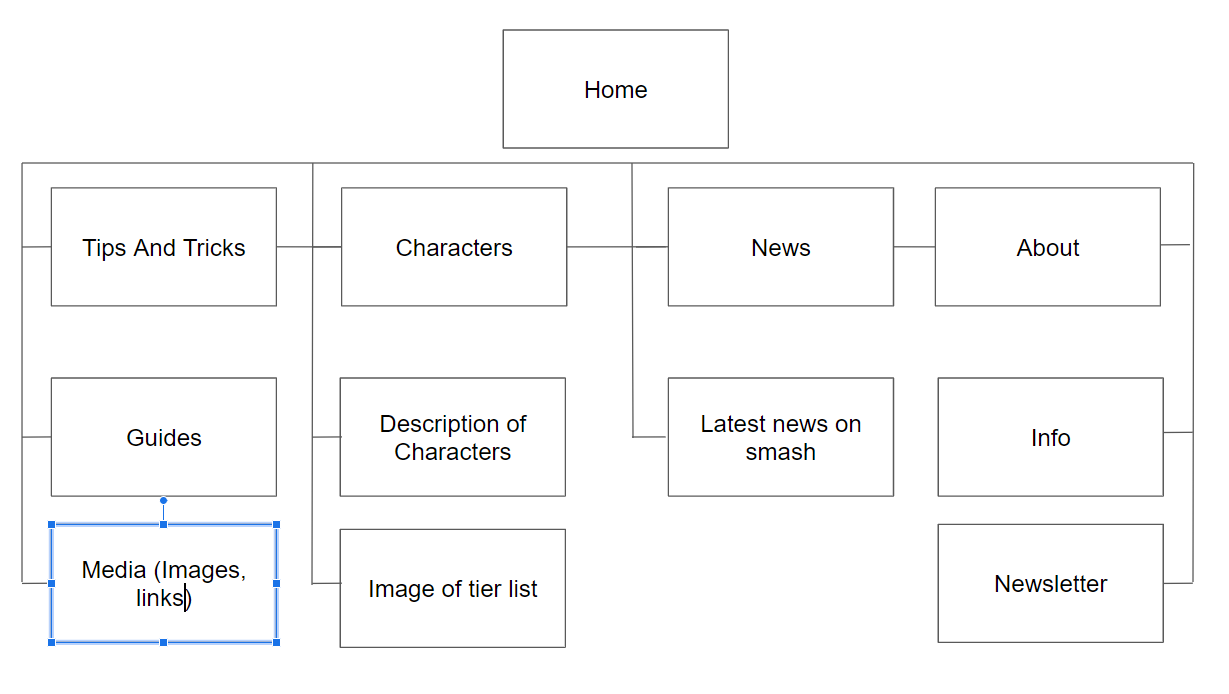 Home
Tips And Tricks
Characters
News
About
Guides
Description of
Characters
Latest news on
smash
Info
Media (Images,
links)
Image of tier list
Newsletter